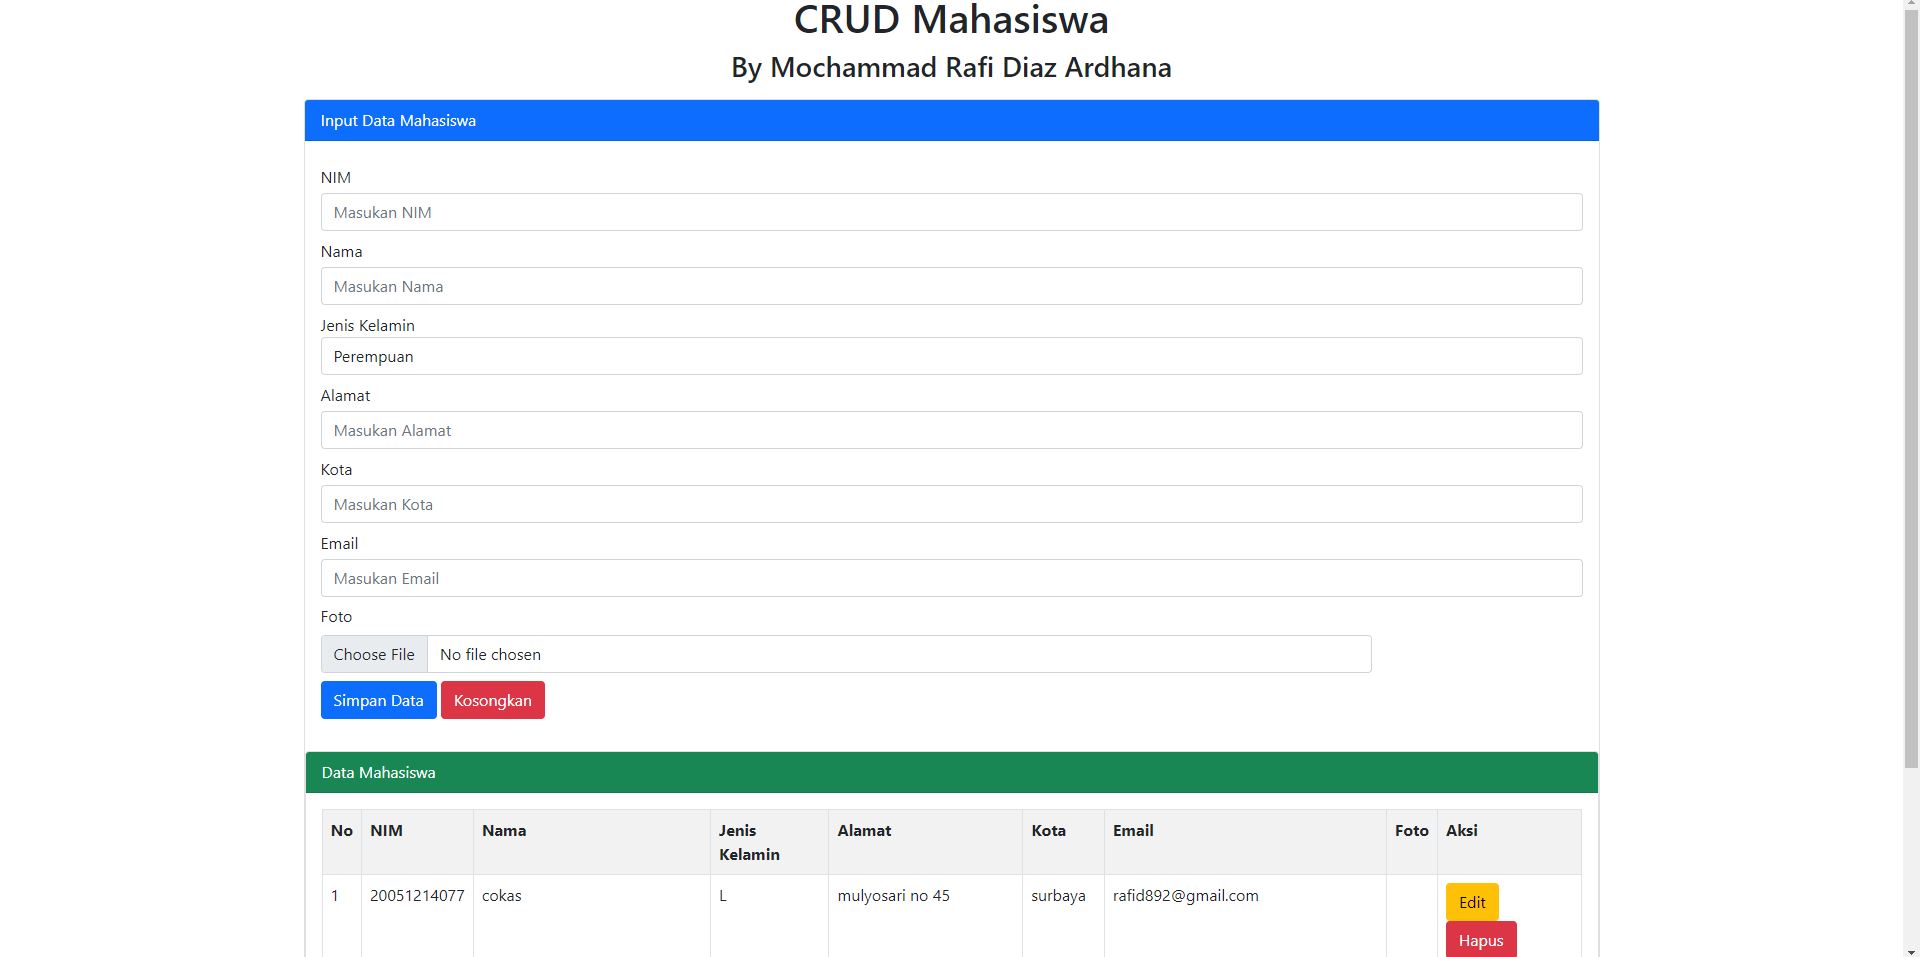 CRUD Mahasiswa
By Mochammad Rafi Diaz Ardhana
Input Data Mahasiswa
NIM
Masukan NIM
Nama
Masukan Nama
Jenis Kelamin
Perempuan
Alamat
Masukan Alamat
Kota
Masukan Kota
Email
Masukan Email
Foto
Choose File No file chosen
Simpan Data Kosongkan
Data Mahasiswa
No NIM Nama Jenis Kelamin Alamat Kota Email Foto Aksi
1 20051214077 cokas L mulyosari no 45 surbaya rafid892@gmail.com Edit
Hapus